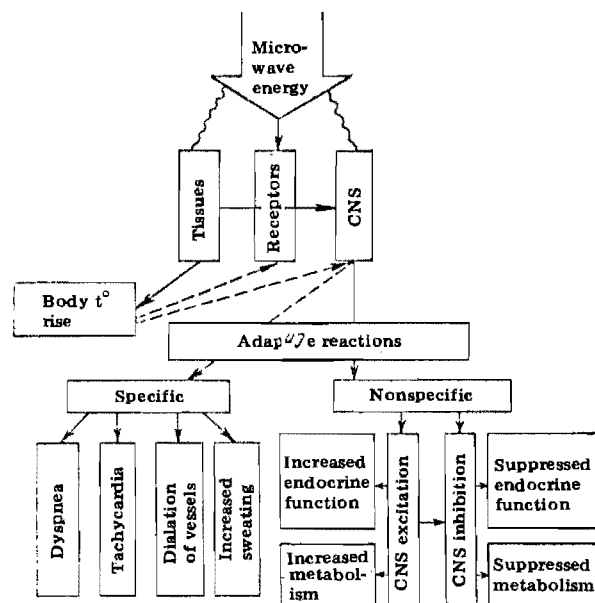 Micro-
wave
energy
Tissues
Receptors
CNS
Body t°
rise
Adaptive reactions
Specific
Nonspecific
Dyspnea
Tachycardia
Dialation
of vessels
Increased
sweating
Increased
endocrine
function
CNS excitation
CNS inhibition
Suppressed
endocrine
function
Increased
metabol-
ism
Suppressed
metabolism